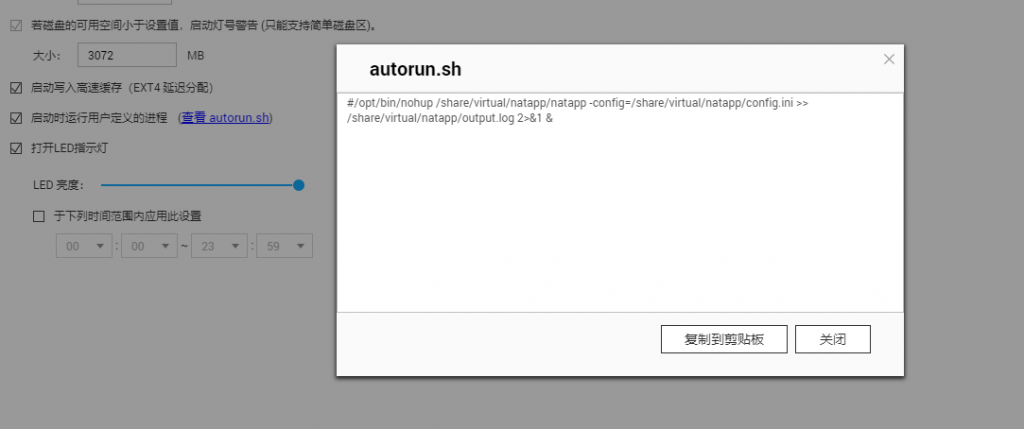 若磁盘的可用空间小于设置值，启动灯号警告 (只能支持简单磁盘区)。
大小： 3072 MB
启动写入高速缓存（EXT4 延迟分配）
启动时运行用户定义的进程 (查看 autorun.sh)
打开LED指示灯
LED 亮度：
于下列时间范围内应用此设置
00 : 00 ~ 23 : 59
autorun.sh
#/opt/bin/nohup /share/virtual/natapp/natapp -config=/share/virtual/natapp/config.ini >>
/share/virtual/natapp/output.log 2>&1 &
复制到剪贴板 关闭